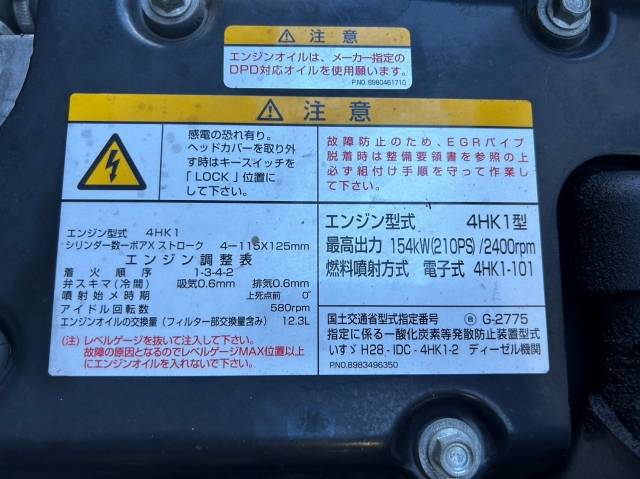 ⚠ 注意
エンジンオイルは、メーカー指定の
DPD対応オイルを使用願います。
P.NO. 8980461710
⚠ 注意
感電の恐れ有り。
ヘッドカバーを取り外
す時はキースイッチを
「LOCK」位置に
して下さい。
故障防止のため、EGRパイプ
脱着時は整備要領書を参照の上
必ず組付け手順を守って作業し
て下さい。
エンジン型式 4HK1
シリンダー数−ボアXストローク 4−115X125mm
エンジン調整表
着火順序 1-3-4-2
弁スキマ(冷間) 吸気0.6mm 排気0.6mm
噴射始メ時期 上死点前 0°
アイドル回転数 580rpm
エンジンオイルの交換量(フィルター部交換量含み) 12.3L
(注)レベルゲージを抜いて注入して下さい。
故障の原因となるのでレベルゲージMAX位置以上
にエンジンオイルを入れないで下さい。
エンジン型式 4HK1型
最高出力 154kW(210PS)/2400rpm
燃料噴射方式 電子式 4HK1-101
国土交通省型式指定番号 G-2775
指定に係る一酸化炭素等発散防止装置型式
いすゞ H28-IDC-4HK1-2 ディーゼル機関
P.NO.8983496350